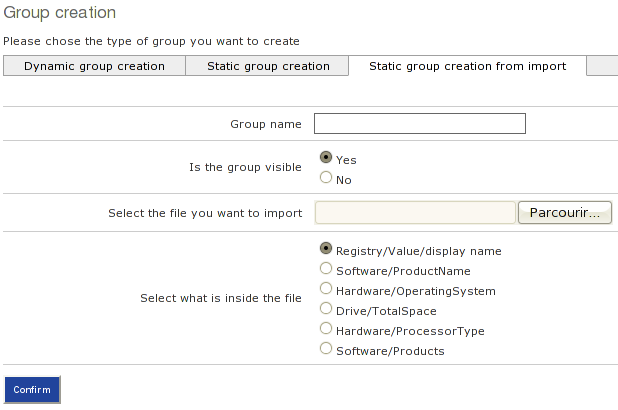 Group creation
Please chose the type of group you want to create
Dynamic group creation Static group creation Static group creation from import
Group name
Is the group visible
Yes
No
Select the file you want to import
Parcourir...
Select what is inside the file
Registry/Value/display name
Software/ProductName
Hardware/OperatingSystem
Drive/TotalSpace
Hardware/ProcessorType
Software/Products
Confirm